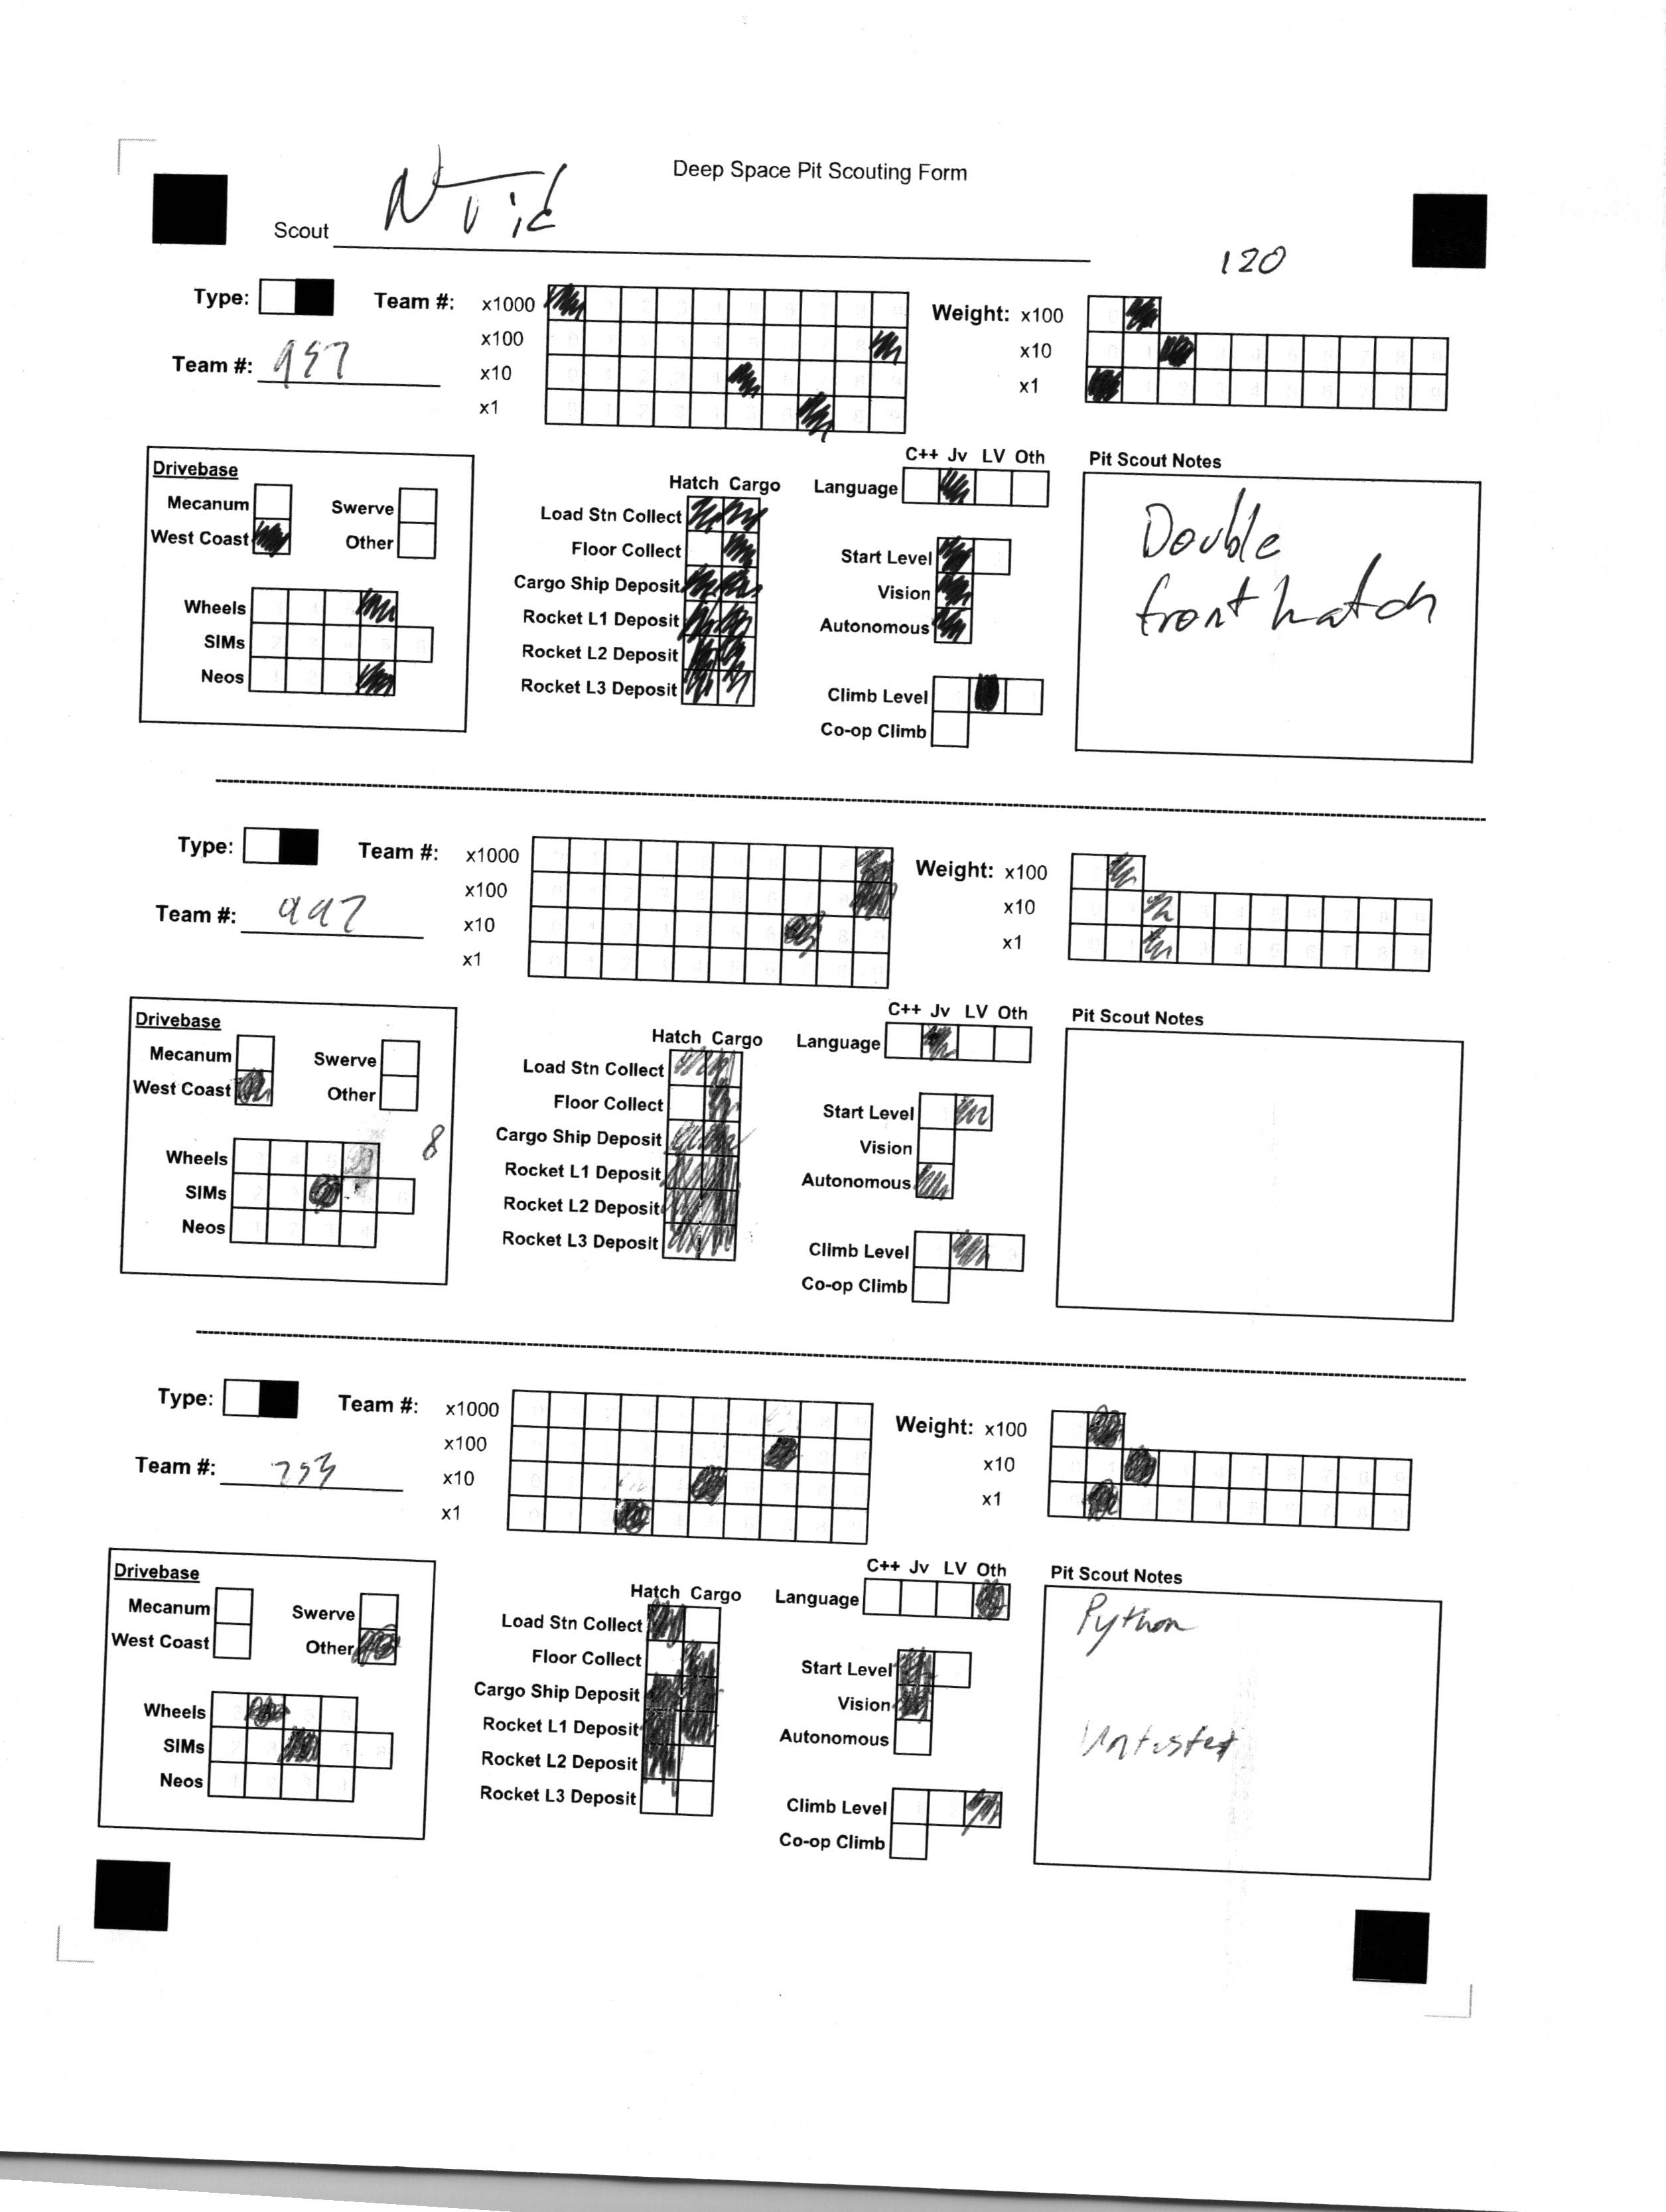 Deep Space Pit Scouting Form
Scout
120
Type: Team #: x1000 Weight: x100
x100 x10
Team #: 957 x10 x1
x1
Drivebase
Mecanum Swerve
West Coast Other
Wheels
SIMs
Neos
Hatch Cargo
Load Stn Collect
Floor Collect
Cargo Ship Deposit
Rocket L1 Deposit
Rocket L2 Deposit
Rocket L3 Deposit
C++ Jv LV Oth
Language
Start Level
Vision
Autonomous
Climb Level
Co-op Climb
Pit Scout Notes
Double
front hatch
Type: Team #: x1000 Weight: x100
x100 x10
Team #: 997 x10 x1
x1
Drivebase
Mecanum Swerve
West Coast Other
8
Wheels
SIMs
Neos
Hatch Cargo
Load Stn Collect
Floor Collect
Cargo Ship Deposit
Rocket L1 Deposit
Rocket L2 Deposit
Rocket L3 Deposit
C++ Jv LV Oth
Language
Start Level
Vision
Autonomous
Climb Level
Co-op Climb
Pit Scout Notes
Type: Team #: x1000 Weight: x100
x100 x10
Team #: 753 x10 x1
x1
Drivebase
Mecanum Swerve
West Coast Other
Wheels
SIMs
Neos
Hatch Cargo
Load Stn Collect
Floor Collect
Cargo Ship Deposit
Rocket L1 Deposit
Rocket L2 Deposit
Rocket L3 Deposit
C++ Jv LV Oth
Language
Start Level
Vision
Autonomous
Climb Level
Co-op Climb
Pit Scout Notes
Python
Untested